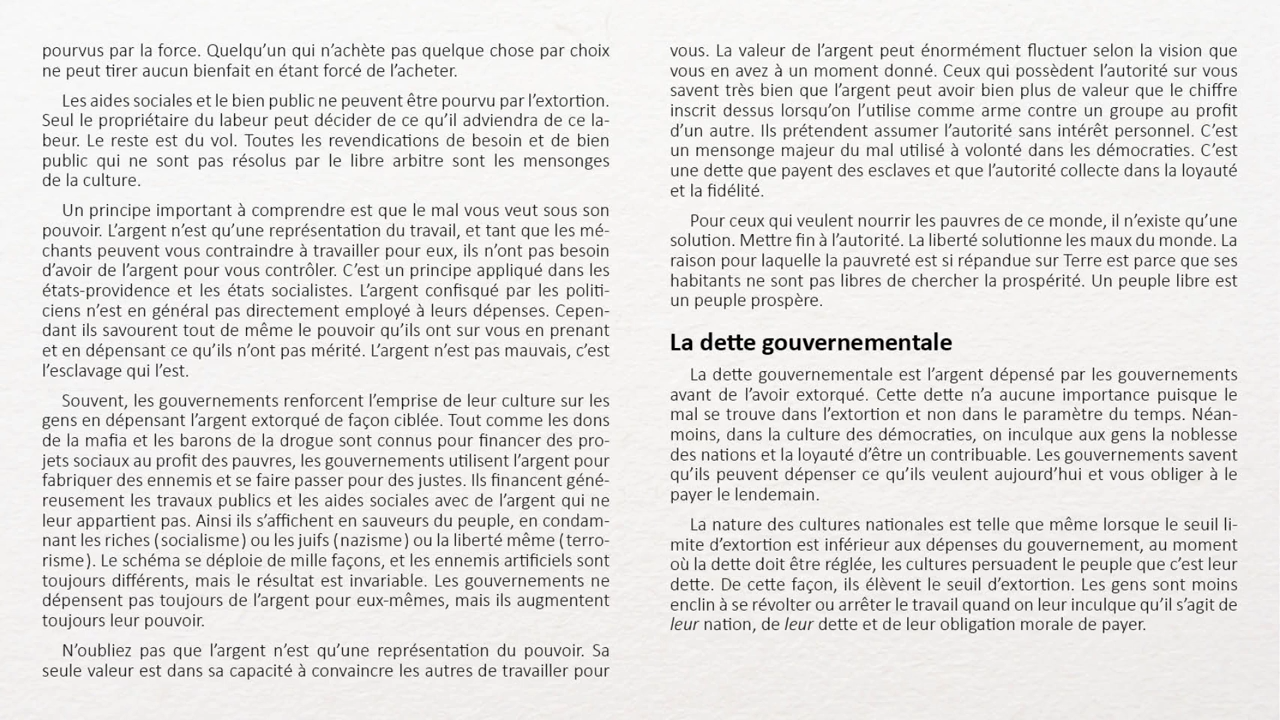 pourvus par la force. Quelqu’un qui n’achète pas quelque chose par choix
ne peut tirer aucun bienfait en étant forcé de l’acheter.
Les aides sociales et le bien public ne peuvent être pourvu par l’extortion.
Seul le propriétaire du labeur peut décider de ce qu’il adviendra de ce la-
beur. Le reste est du vol. Toutes les revendications de besoin et de bien
public qui ne sont pas résolus par le libre arbitre sont les mensonges
de la culture.
Un principe important à comprendre est que le mal vous veut sous son
pouvoir. L’argent n’est qu’une représentation du travail, et tant que les mé-
chants peuvent vous contraindre à travailler pour eux, ils n’ont pas besoin
d’avoir de l’argent pour vous contrôler. C’est un principe appliqué dans les
états-providence et les états socialistes. L’argent confisqué par les politi-
ciens n’est en général pas directement employé à leurs dépenses. Cepen-
dant ils savourent tout de même le pouvoir qu’ils ont sur vous en prenant
et en dépensant ce qu’ils n’ont pas mérité. L’argent n’est pas mauvais, c’est
l’esclavage qui l’est.
Souvent, les gouvernements renforcent l’emprise de leur culture sur les
gens en dépensant l’argent extorqué de façon ciblée. Tout comme les dons
de la mafia et les barons de la drogue sont connus pour financer des pro-
jets sociaux au profit des pauvres, les gouvernements utilisent l’argent pour
fabriquer des ennemis et se faire passer pour des justes. Ils financent géné-
reusement les travaux publics et les aides sociales avec de l’argent qui ne
leur appartient pas. Ainsi ils s’affichent en sauveurs du peuple, en condam-
nant les riches (socialisme) ou les juifs (nazisme) ou la liberté même (terro-
risme). Le schéma se déploie de mille façons, et les ennemis artificiels sont
toujours différents, mais le résultat est invariable. Les gouvernements ne
dépensent pas toujours de l’argent pour eux-mêmes, mais ils augmentent
toujours leur pouvoir.
N’oubliez pas que l’argent n’est qu’une représentation du pouvoir. Sa
seule valeur est dans sa capacité à convaincre les autres de travailler pour
vous. La valeur de l’argent peut énormément fluctuer selon la vision que
vous en avez à un moment donné. Ceux qui possèdent l’autorité sur vous
savent très bien que l’argent peut avoir bien plus de valeur que le chiffre
inscrit dessus lorsqu’on l’utilise comme arme contre un groupe au profit
d’un autre. Ils prétendent assumer l’autorité sans intérêt personnel. C’est
un mensonge majeur du mal utilisé à volonté dans les démocraties. C’est
une dette que payent des esclaves et que l’autorité collecte dans la loyauté
et la fidélité.
Pour ceux qui veulent nourrir les pauvres de ce monde, il n’existe qu’une
solution. Mettre fin à l’autorité. La liberté solutionne les maux du monde. La
raison pour laquelle la pauvreté est si répandue sur Terre est parce que ses
habitants ne sont pas libres de chercher la prospérité. Un peuple libre est
un peuple prospère.
La dette gouvernementale
La dette gouvernementale est l’argent dépensé par les gouvernements
avant de l’avoir extorqué. Cette dette n’a aucune importance puisque le
mal se trouve dans l’extortion et non dans le paramètre du temps. Néan-
moins, dans la culture des démocraties, on inculque aux gens la noblesse
des nations et la loyauté d’être un contribuable. Les gouvernements savent
qu’ils peuvent dépenser ce qu’ils veulent aujourd’hui et vous obliger à le
payer le lendemain.
La nature des cultures nationales est telle que même lorsque le seuil li-
mite d’extortion est inférieur aux dépenses du gouvernement, au moment
où la dette doit être réglée, les cultures persuadent le peuple que c’est leur
dette. De cette façon, ils élèvent le seuil d’extortion. Les gens sont moins
enclin à se révolter ou arrêter le travail quand on leur inculque qu’il s’agit de
leur nation, de leur dette et de leur obligation morale de payer.